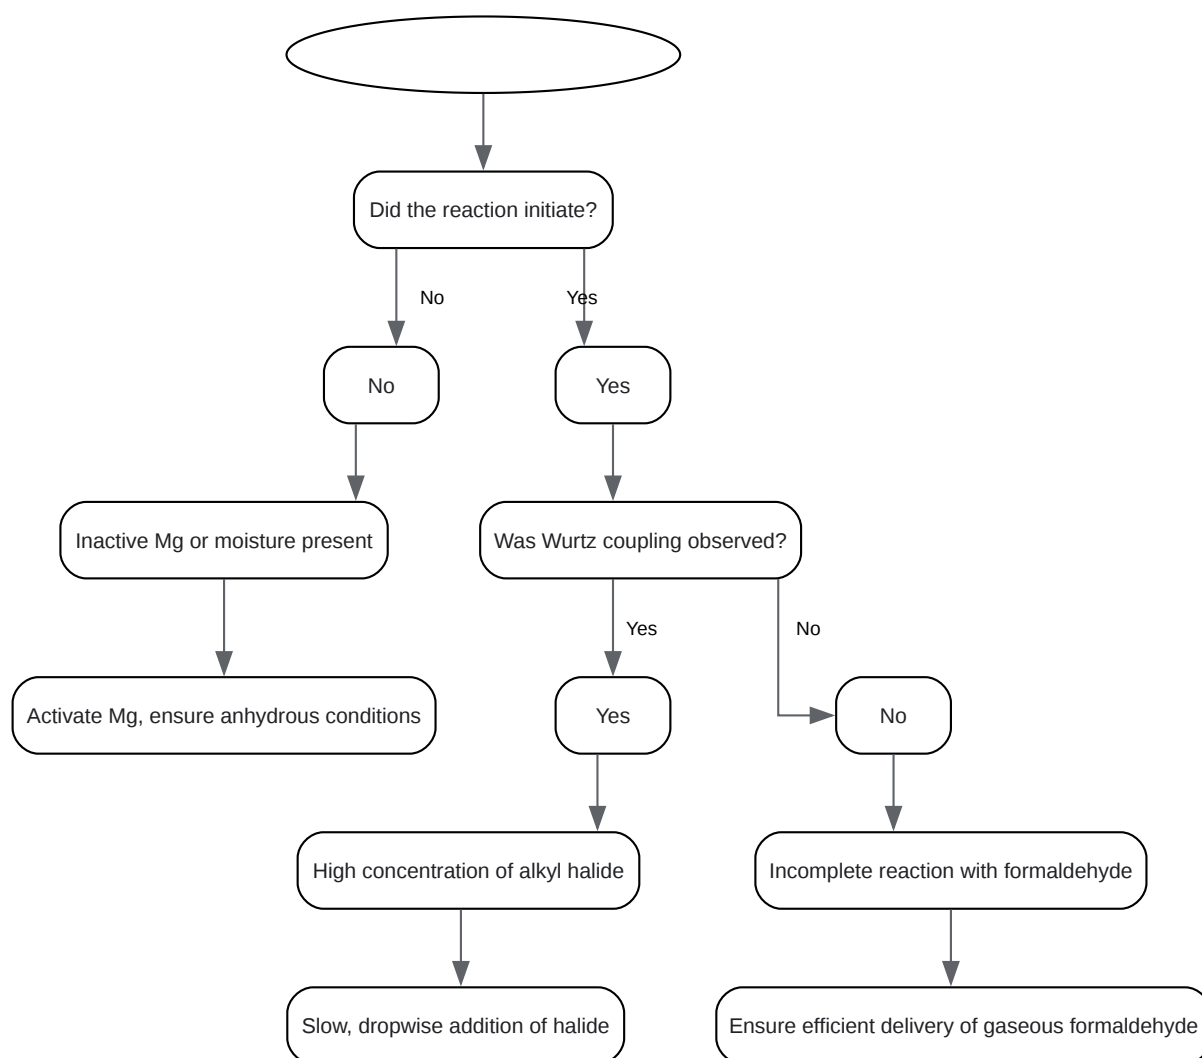 Did the reaction initiate?
No
Yes
No
Yes
Inactive Mg or moisture present
Was Wurtz coupling observed?
Yes
No
Activate Mg, ensure anhydrous conditions
Yes
No
High concentration of alkyl halide
Incomplete reaction with formaldehyde
Slow, dropwise addition of halide
Ensure efficient delivery of gaseous formaldehyde